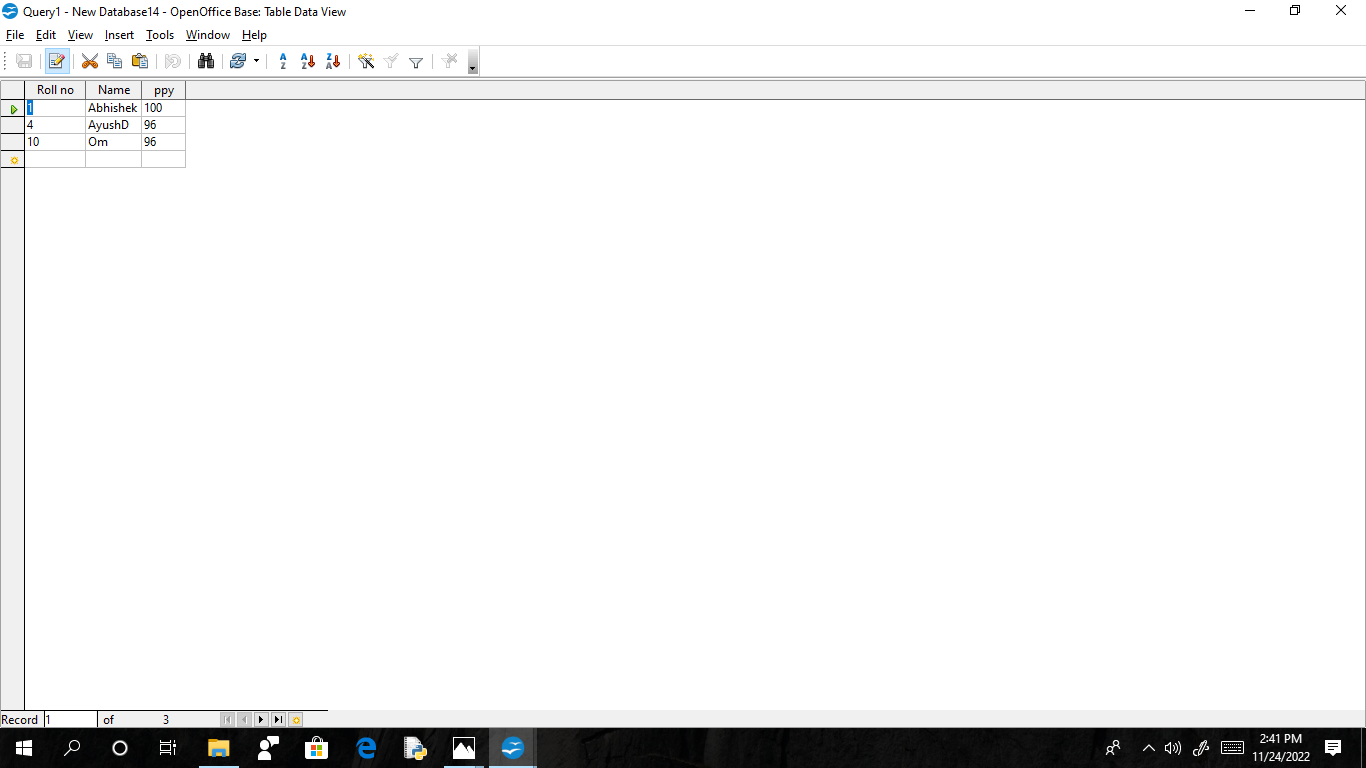 Query1 - New Database14 - OpenOffice Base: Table Data View
File Edit View Insert Tools Window Help
Roll no Name ppy
1 Abhishek 100
4 AyushD 96
10 Om 96
Record 1 of 3
2:41 PM
11/24/2022